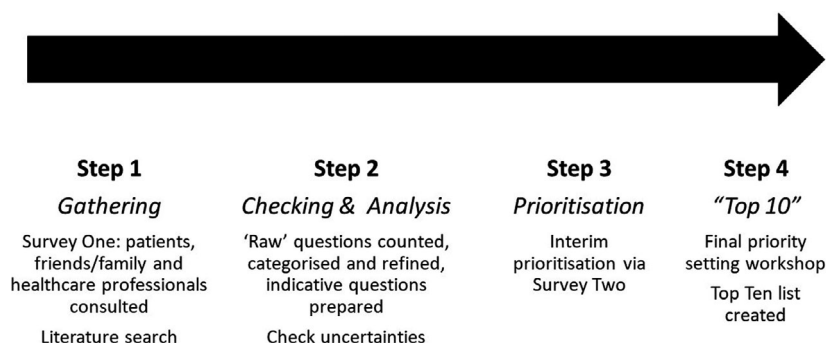 Step 1
Gathering
Survey One: patients,
friends/family and
healthcare professionals
consulted
Literature search
Step 2
Checking & Analysis
‘Raw’ questions counted,
categorised and refined,
indicative questions
prepared
Check uncertainties
Step 3
Prioritisation
Interim
prioritisation via
Survey Two
Step 4
“Top 10”
Final priority
setting workshop
Top Ten list
created